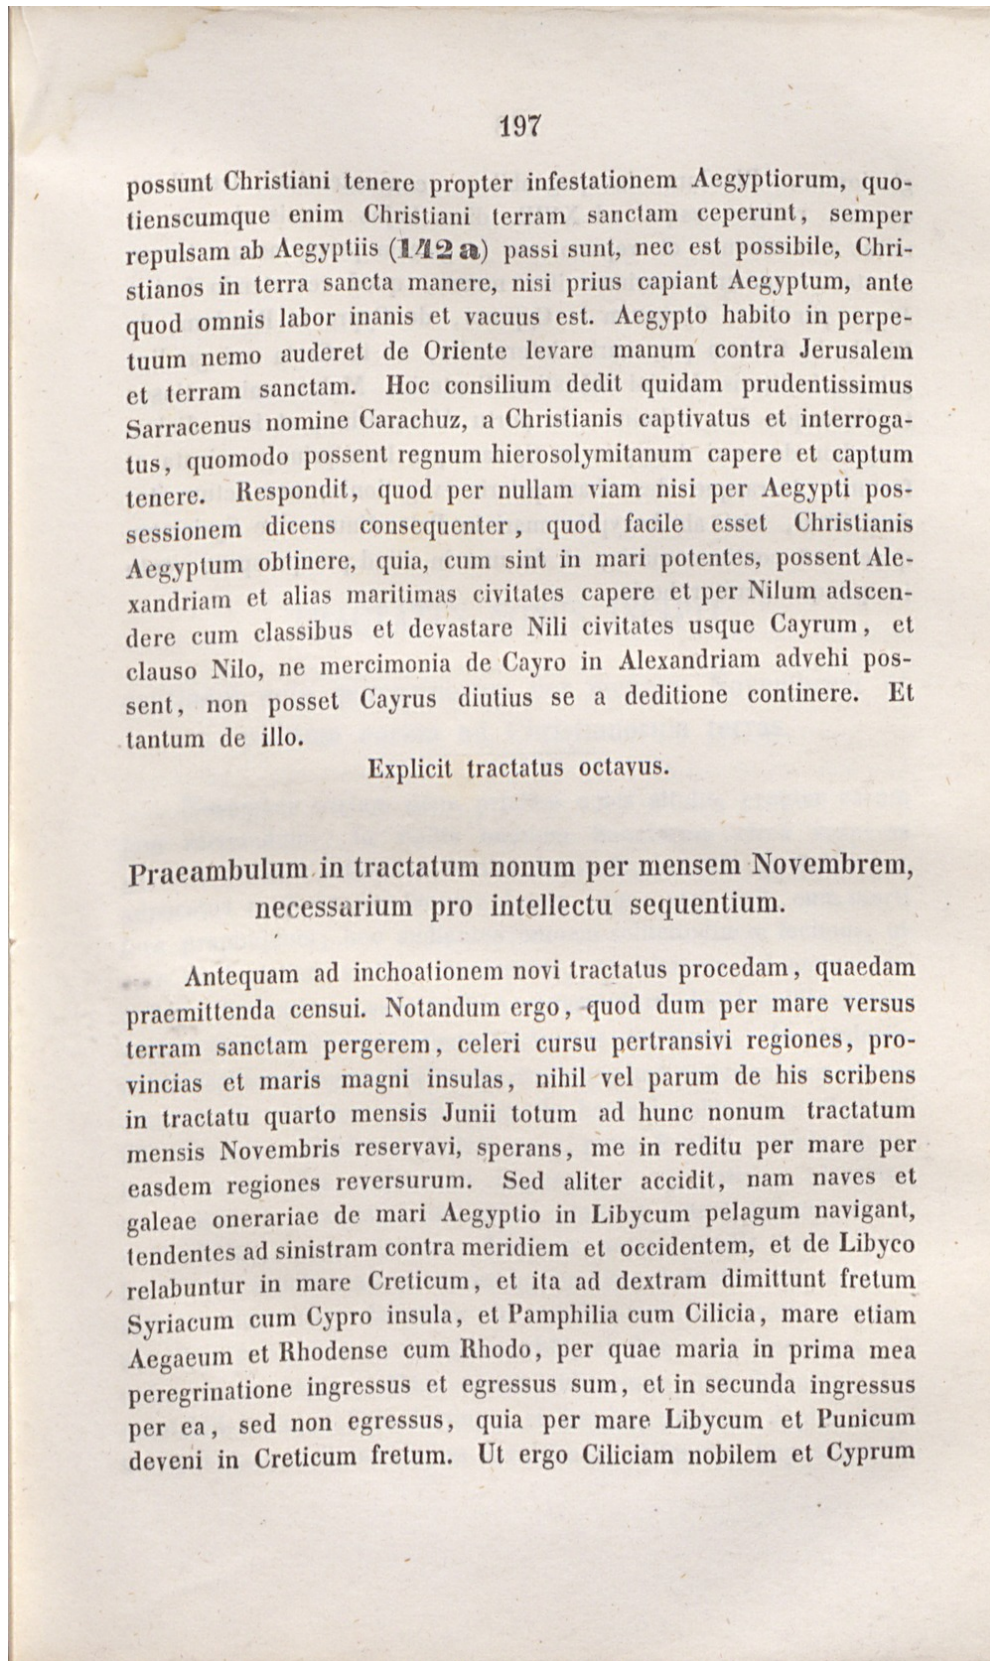 197
possunt Christiani tenere propter infestationem Aegyptiorum, quo-
tienscumque enim Christiani terram sanctam ceperunt, semper
repulsam ab Aegyptiis (142 a) passi sunt, nec est possibile, Chri-
stianos in terra sancta manere, nisi prius capiant Aegyptum, ante
quod omnis labor inanis et vacuus est. Aegypto habito in perpe-
tuum nemo auderet de Oriente levare manum contra Jerusalem
et terram sanctam. Hoc consilium dedit quidam prudentissimus
Sarracenus nomine Carachuz, a Christianis captivatus et interroga-
tus, quomodo possent regnum hierosolymitanum capere et captum
tenere. Respondit, quod per nullam viam nisi per Aegypti pos-
sessionem dicens consequenter, quod facile esset Christianis
Aegyptum obtinere, quia, cum sint in mari potentes, possent Ale-
xandriam et alias maritimas civitates capere et per Nilum adscen-
dere cum classibus et devastare Nili civitates usque Cayrum, et
clauso Nilo, ne mercimonia de Cayro in Alexandriam advehi pos-
sent, non posset Cayrus diutius se a deditione continere. Et
tantum de illo.
Explicit tractatus octavus.
Praeambulum in tractatum nonum per mensem Novembrem,
necessarium pro intellectu sequentium.
Antequam ad inchoationem novi tractatus procedam, quaedam
praemittenda censui. Notandum ergo, quod dum per mare versus
terram sanctam pergerem, celeri cursu pertransivi regiones, pro-
vincias et maris magni insulas, nihil vel parum de his scribens
in tractatu quarto mensis Junii totum ad hunc nonum tractatum
mensis Novembris reservavi, sperans, me in reditu per mare per
easdem regiones reversurum. Sed aliter accidit, nam naves et
galeae onerariae de mari Aegyptio in Libycum pelagum navigant,
tendentes ad sinistram contra meridiem et occidentem, et de Libyco
relabuntur in mare Creticum, et ita ad dextram dimittunt fretum
Syriacum cum Cypro insula, et Pamphilia cum Cilicia, mare etiam
Aegaeum et Rhodense cum Rhodo, per quae maria in prima mea
peregrinatione ingressus et egressus sum, et in secunda ingressus
per ea, sed non egressus, quia per mare Libycum et Punicum
deveni in Creticum fretum. Ut ergo Ciliciam nobilem et Cyprum